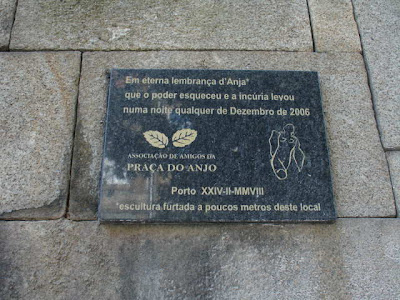 Em eterna lembrança d'Anja*
que o poder esqueceu e a incúria levou
numa noite qualquer de Dezembro de 2006
ASSOCIAÇÃO DE AMIGOS DA
PRAÇA DO ANJO
Porto XXIV-II-MMVIII
*escultura furtada a poucos metros deste local